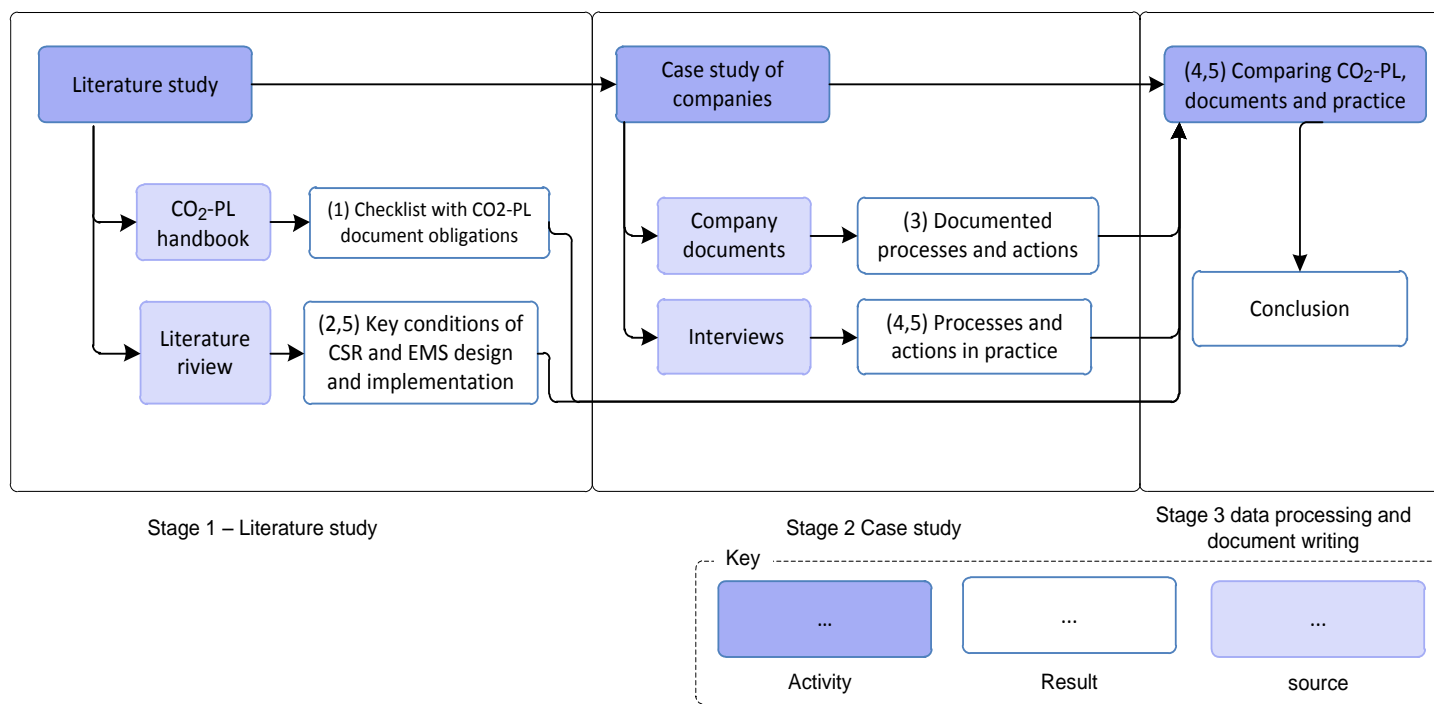 Literature study
Case study of
companies
(4,5) Comparing CO₂-PL,
documents and practice
CO₂-PL
handbook
(1) Checklist with CO2-PL
document obligations
Company
documents
(3) Documented
processes and actions
Conclusion
Literature
riview
(2,5) Key conditions of
CSR and EMS design
and implementation
Interviews
(4,5) Processes and
actions in practice
Stage 1 – Literature study
Stage 2 Case study
Stage 3 data processing and
document writing
Key
...
...
...
Activity
Result
source